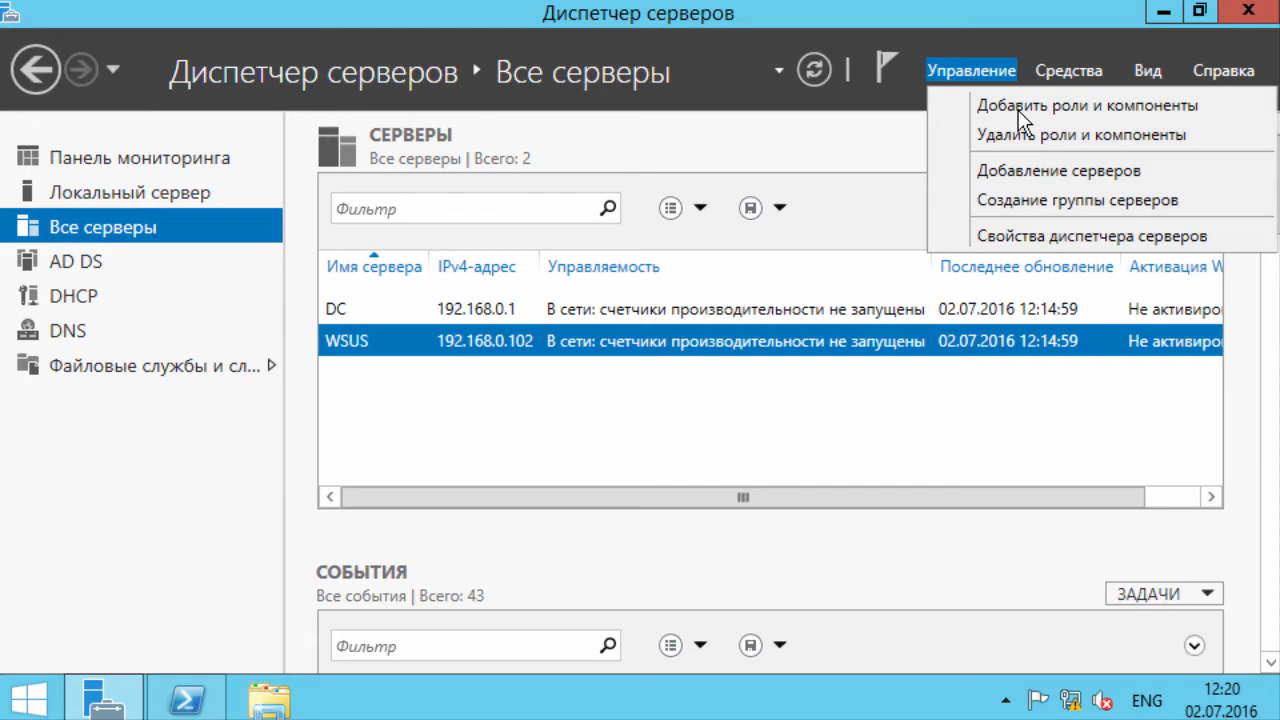 Диспетчер серверов
Диспетчер серверов ‣ Все серверы
Управление Средства Вид Справка
Добавить роли и компоненты
Удалить роли и компоненты
Добавление серверов
Создание группы серверов
Свойства диспетчера серверов
Панель мониторинга
Локальный сервер
Все серверы
AD DS
DHCP
DNS
Файловые службы и сл...
СЕРВЕРЫ
Все серверы | Всего: 2
Фильтр
Имя сервера IPv4-адрес Управляемость Последнее обновление Активация W
DC 192.168.0.1 В сети: счетчики производительности не запущены 02.07.2016 12:14:59 Не активиро
WSUS 192.168.0.102 В сети: счетчики производительности не запущены 02.07.2016 12:14:59 Не активиро
СОБЫТИЯ
Все события | Всего: 43
ЗАДАЧИ
Фильтр
ENG
12:20
02.07.2016